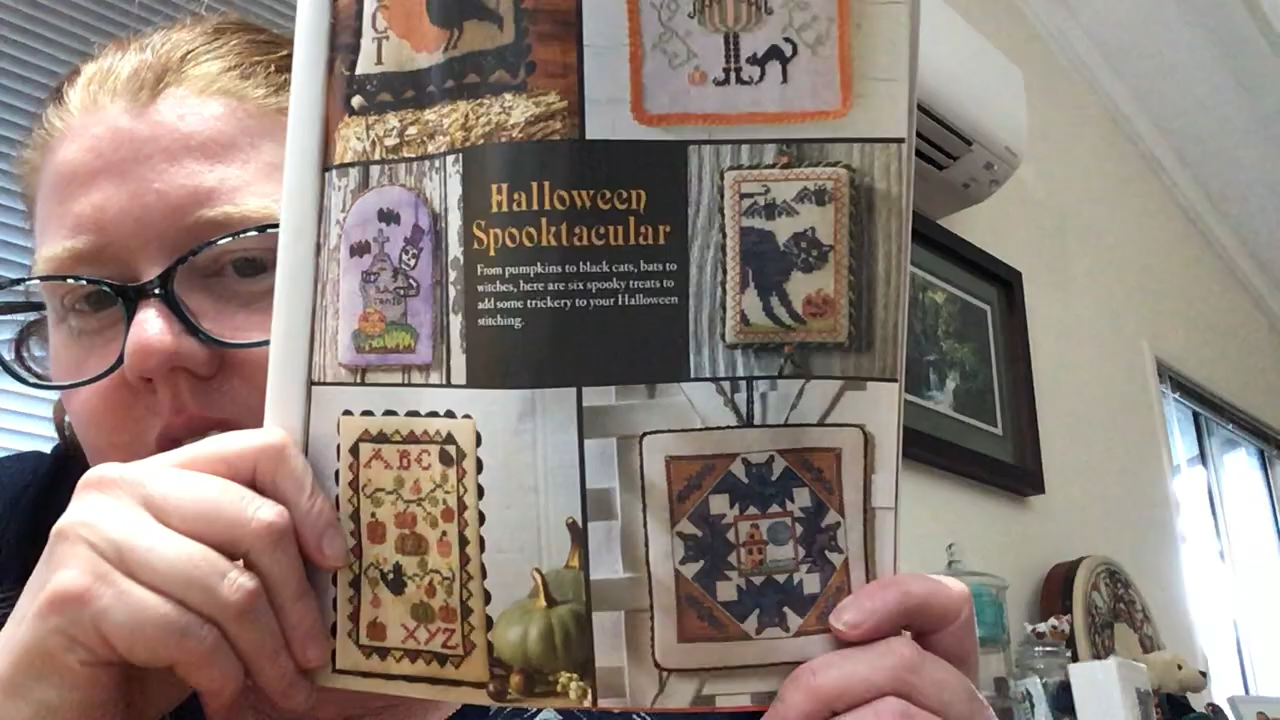 CT
Halloween
Spooktacular
From pumpkins to black cats, bats to
witches, here are six spooky treats to
add some trickery to your Halloween
stitching.
ABC
XYZ